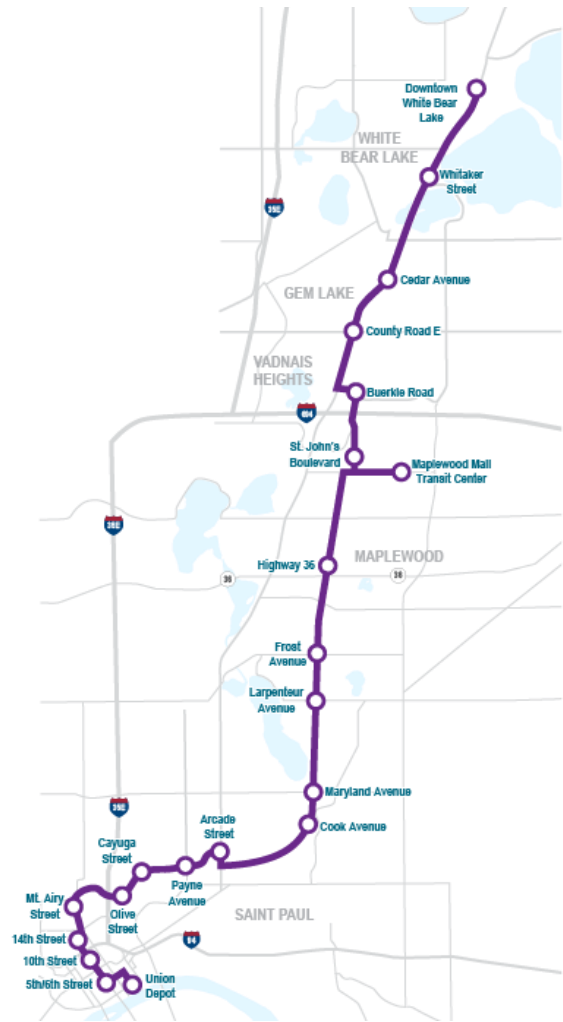 Downtown
White Bear
Lake
WHITE
BEAR LAKE
Whitaker
Street
35E
Cedar Avenue
GEM LAKE
County Road E
VADNAIS
HEIGHTS
Buerkle Road
694
St. John's
Boulevard
Maplewood Mall
Transit Center
35E
Highway 36
MAPLEWOOD
36
36
Frost
Avenue
Larpenteur
Avenue
Maryland Avenue
35E
Arcade
Street
Cook Avenue
Cayuga
Street
Payne
Avenue
Mt. Airy
Street
Olive
Street
SAINT PAUL
14th Street
94
10th Street
5th/6th Street
Union
Depot